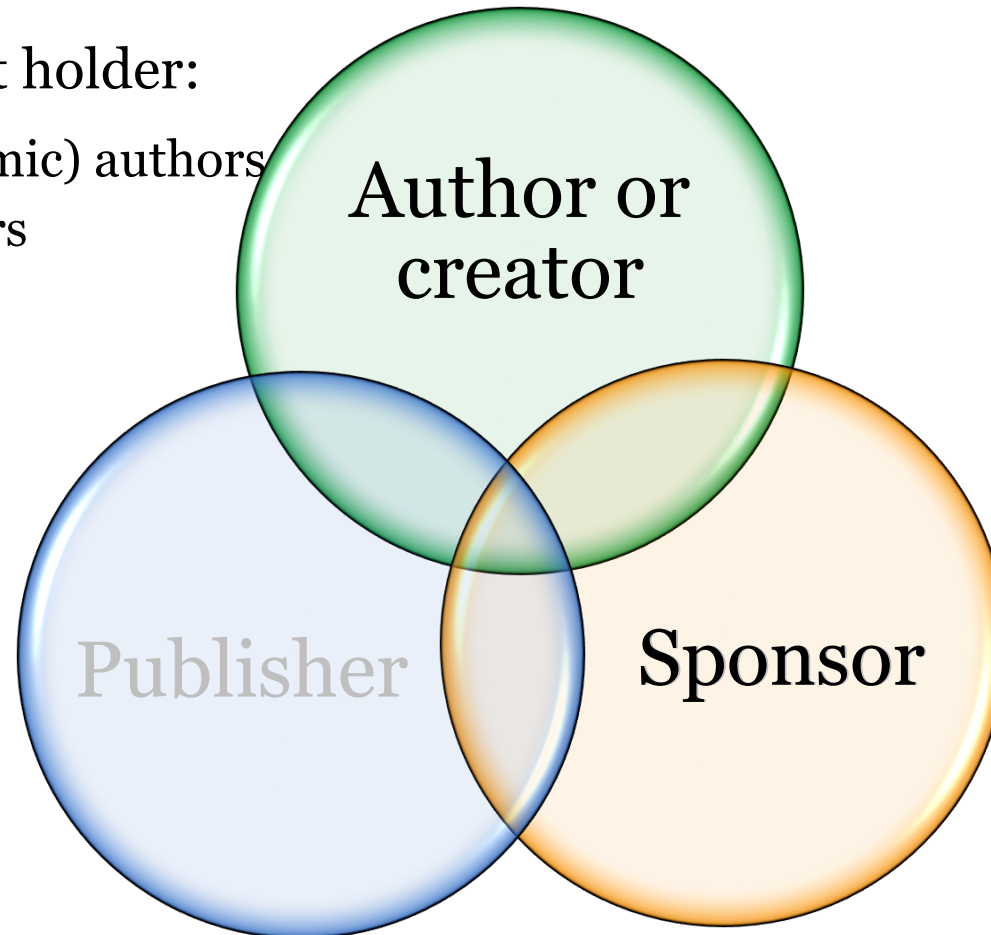 t holder:
mic) authors
rs
Author or
creator
Publisher
Sponsor